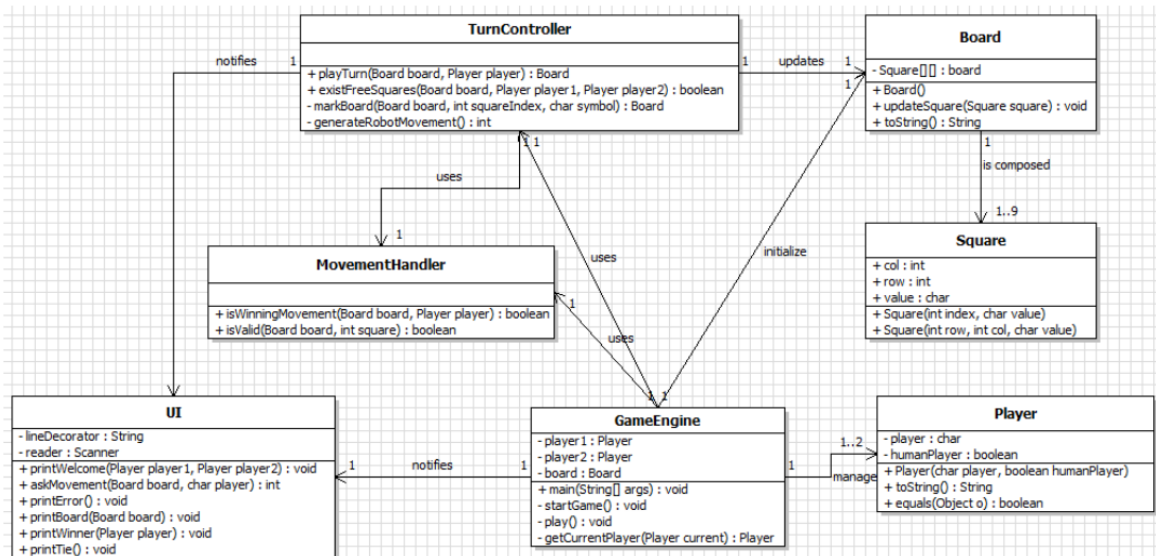 TurnController
+ playTurn(Board board, Player player) : Board
+ existFreeSquares(Board board, Player player1, Player player2) : boolean
- markBoard(Board board, int squareIndex, char symbol) : Board
- generateRobotMovement() : int
notifies
1
1
updates
1
1
Board
- Square[][] : board
+ Board()
+ updateSquare(Square square) : void
+ toString() : String
1
is composed
1..9
1
1
uses
1
Square
+ col : int
+ row : int
+ value : char
+ Square(int index, char value)
+ Square(int row, int col, char value)
MovementHandler
+ isWinningMovement(Board board, Player player) : boolean
+ isValid(Board board, int square) : boolean
uses
initialize
1
uses
1
1
1
UI
- lineDecorator : String
- reader : Scanner
+ printWelcome(Player player1, Player player2) : void
+ askMovement(Board board, char player) : int
+ printError() : void
+ printBoard(Board board) : void
+ printWinner(Player player) : void
+ printTie() : void
1
notifies
1
GameEngine
- player1 : Player
- player2 : Player
- board : Board
+ main(String[] args) : void
- startGame() : void
- play() : void
- getCurrentPlayer(Player current) : Player
1
1..2
manage
Player
- player : char
- humanPlayer : boolean
+ Player(char player, boolean humanPlayer)
+ toString() : String
+ equals(Object o) : boolean